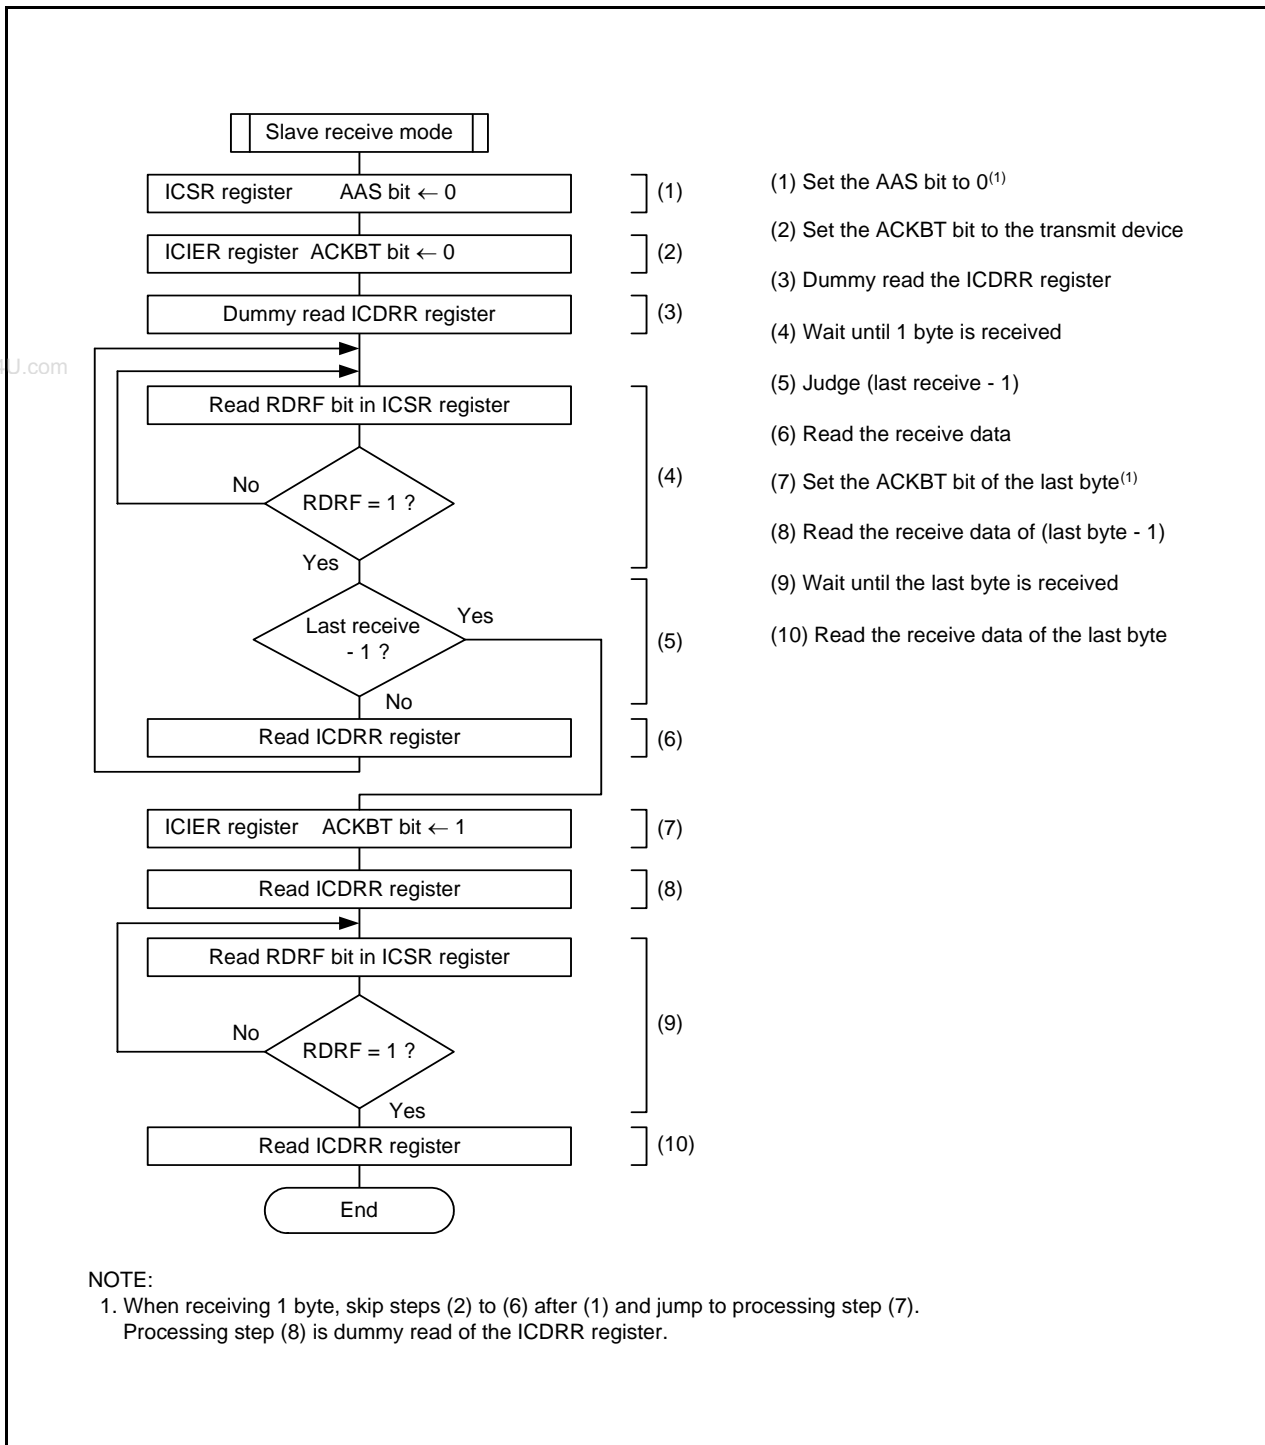 Slave receive mode
ICSR register AAS bit ← 0
(1)
ICIER register ACKBT bit ← 0
(2)
Dummy read ICDRR register
(3)
4U.com
Read RDRF bit in ICSR register
No
RDRF = 1 ?
(4)
Yes
Last receive
- 1 ?
Yes
(5)
No
Read ICDRR register
(6)
ICIER register ACKBT bit ← 1
(7)
Read ICDRR register
(8)
Read RDRF bit in ICSR register
No
RDRF = 1 ?
(9)
Yes
Read ICDRR register
(10)
End
(1) Set the AAS bit to 0(1)
(2) Set the ACKBT bit to the transmit device
(3) Dummy read the ICDRR register
(4) Wait until 1 byte is received
(5) Judge (last receive - 1)
(6) Read the receive data
(7) Set the ACKBT bit of the last byte(1)
(8) Read the receive data of (last byte - 1)
(9) Wait until the last byte is received
(10) Read the receive data of the last byte
NOTE:
1. When receiving 1 byte, skip steps (2) to (6) after (1) and jump to processing step (7).
Processing step (8) is dummy read of the ICDRR register.